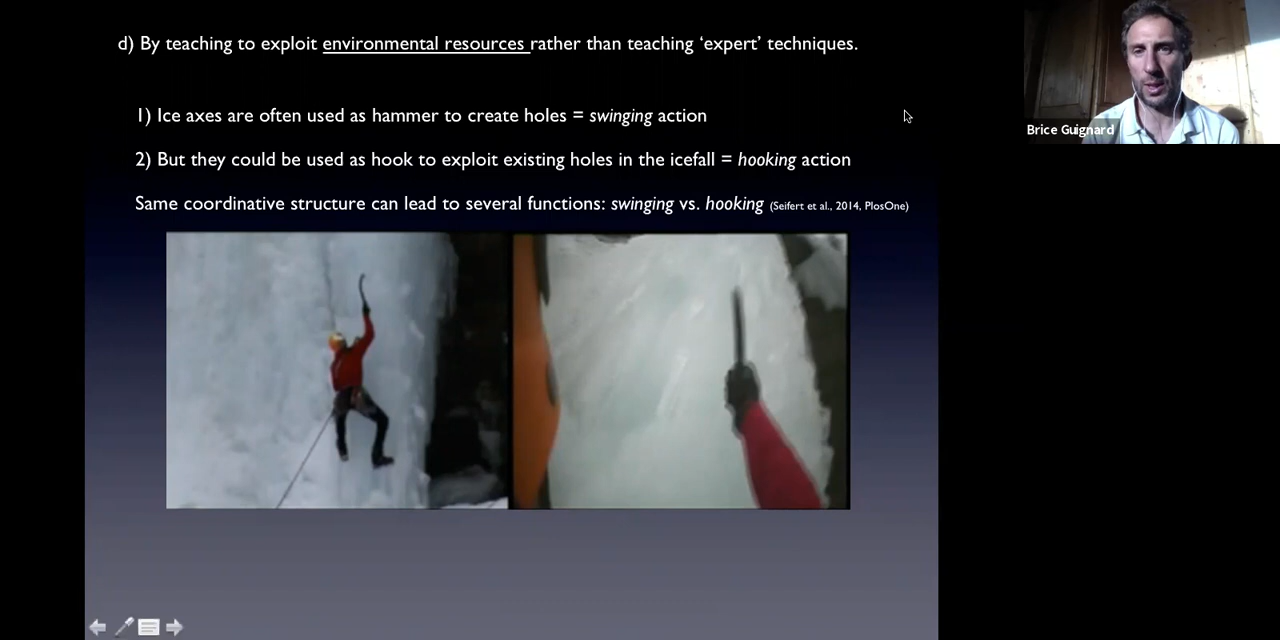 d) By teaching to exploit environmental resources rather than teaching ‘expert’ techniques.
1) Ice axes are often used as hammer to create holes = swinging action
Brice Guignard
2) But they could be used as hook to exploit existing holes in the icefall = hooking action
Same coordinative structure can lead to several functions: swinging vs. hooking (Seifert et al., 2014, PlosOne)